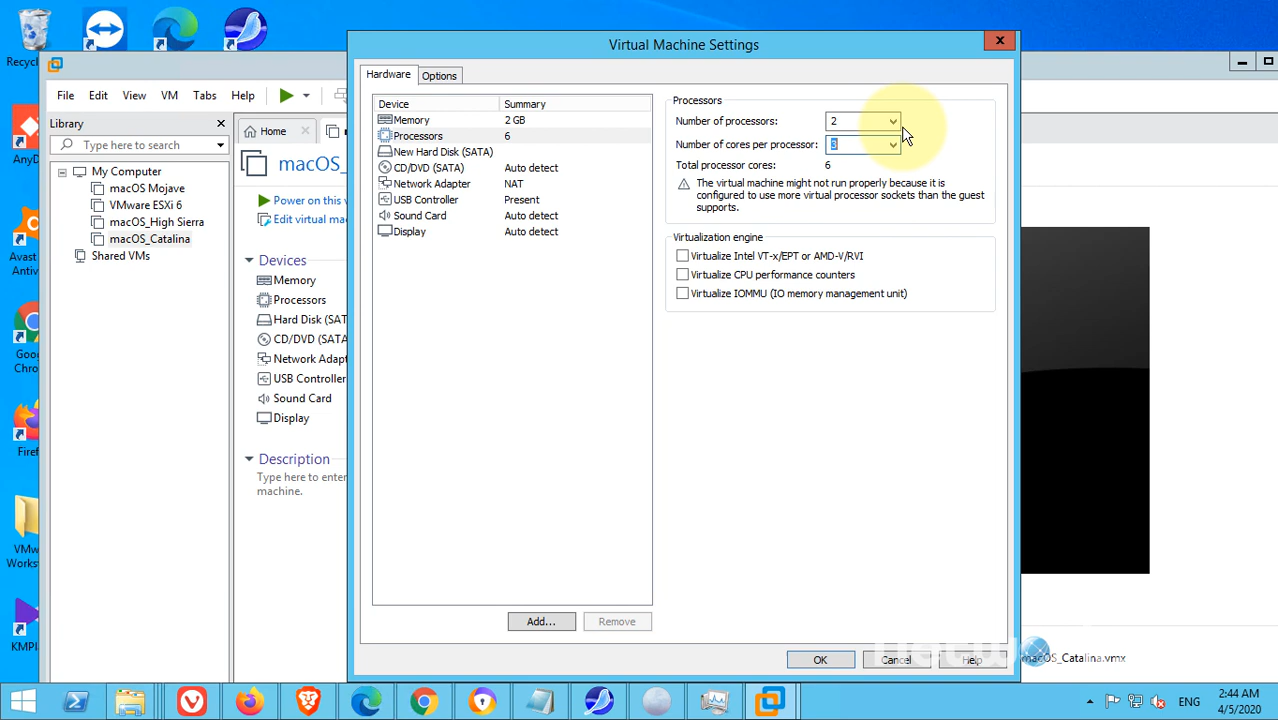 Recycl
Virtual Machine Settings
File Edit View VM Tabs Help
Hardware Options
Device Summary
Memory 2 GB
Processors 6
New Hard Disk (SATA)
CD/DVD (SATA) Auto detect
Network Adapter NAT
USB Controller Present
Sound Card Auto detect
Display Auto detect
Processors
Number of processors: 2
Number of cores per processor: 3
Total processor cores: 6
The virtual machine might not run properly because it is
configured to use more virtual processor sockets than the guest
supports.
Virtualization engine
Virtualize Intel VT-x/EPT or AMD-V/RVI
Virtualize CPU performance counters
Virtualize IOMMU (IO memory management unit)
Add... Remove
OK Cancel Help
Library
Type here to search
My Computer
macOS Mojave
VMware ESXi 6
macOS_High Sierra
macOS_Catalina
Shared VMs
Home
macOS_
Power on this v
Edit virtual ma
Devices
Memory
Processors
Hard Disk (SAT
CD/DVD (SATA
Network Adapt
USB Controller
Sound Card
Display
Description
Type here to enter
machine.
AnyD
Avast
Antiv
Goo
Chro
Firef
VMw
Works
KMPl
macOS_Catalina.vmx
ENG
2:44 AM
4/5/2020